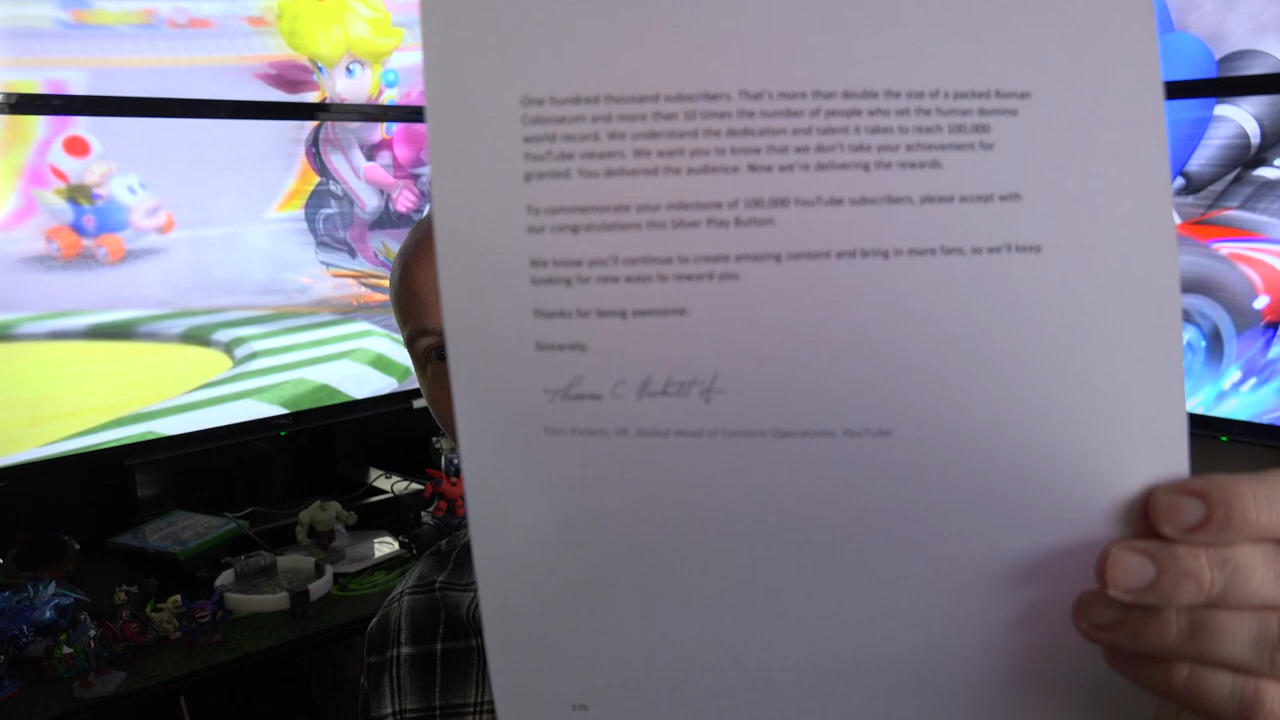 One hundred thousand subscribers. That's more than double the size of a packed Roman
Colosseum and more than 10 times the number of people who set the human domino
world record. We understand the dedication and talent it takes to reach 100,000
YouTube viewers. We want you to know that we don't take your achievement for
granted. You delivered the audience. Now we're delivering the rewards.
To commemorate your milestone of 100,000 YouTube subscribers, please accept with
our congratulations this Silver Play Button.
We know you'll continue to create amazing content and bring in more fans, so we'll keep
looking for new ways to reward you.
Thanks for being awesome.
Sincerely,
Thomas C
Tom Pickett, VP, Global Head of Content Operations, YouTube